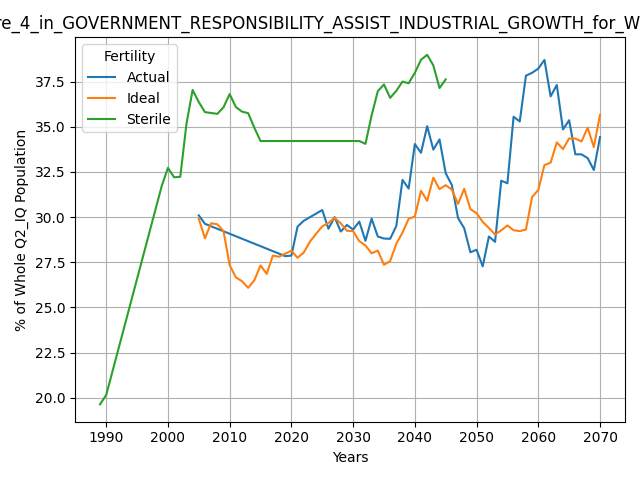 re_4_in_GOVERNMENT_RESPONSIBILITY_ASSIST_INDUSTRIAL_GROWTH_for_W
Fertility
Actual
Ideal
Sterile
% of Whole Q2_IQ Population
37.5
35.0
32.5
30.0
27.5
25.0
22.5
20.0
1990 2000 2010 2020 2030 2040 2050 2060 2070
Years